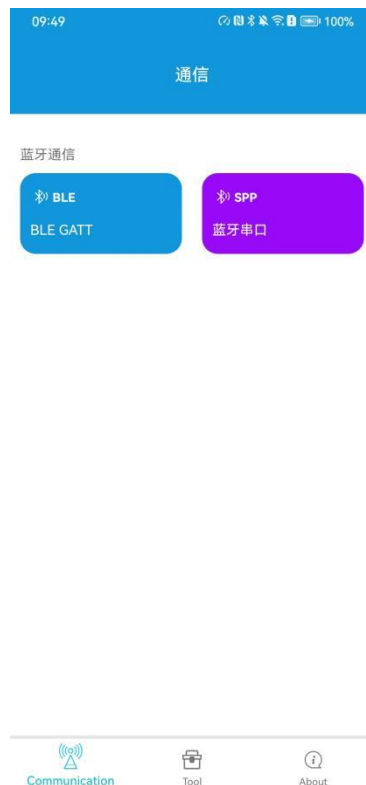 09:49
100%
通信
蓝牙通信
BLE
BLE GATT
SPP
蓝牙串口
Communication
Tool
About